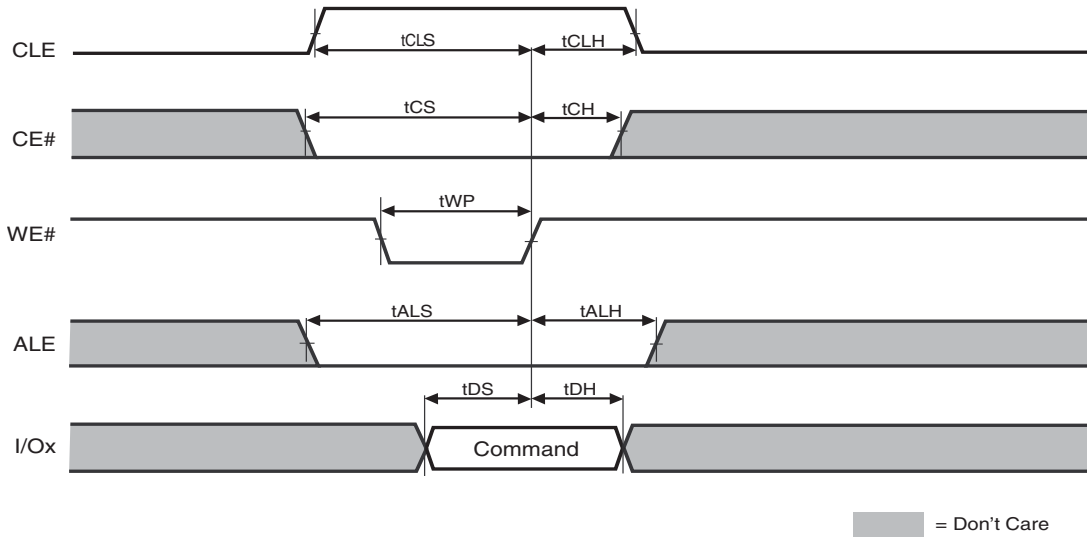 CLE
tCLS
tCLH
CE#
tCS
tCH
WE#
tWP
ALE
tALS
tALH
I/Ox
tDS
tDH
Command
= Don't Care